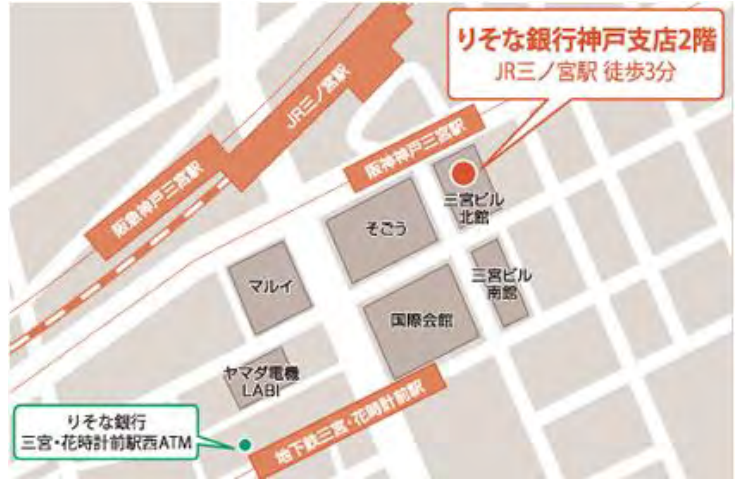 りそな銀行神戸支店2階
JR三ノ宮駅 徒歩3分
JR三ノ宮駅
阪急神戸三宮駅
阪神神戸三宮駅
三宮ビル
北館
そごう
三宮ビル
南館
マルイ
国際会館
ヤマダ電機
LABI
地下鉄三宮・花時計前駅
りそな銀行
三宮・花時計前駅西ATM